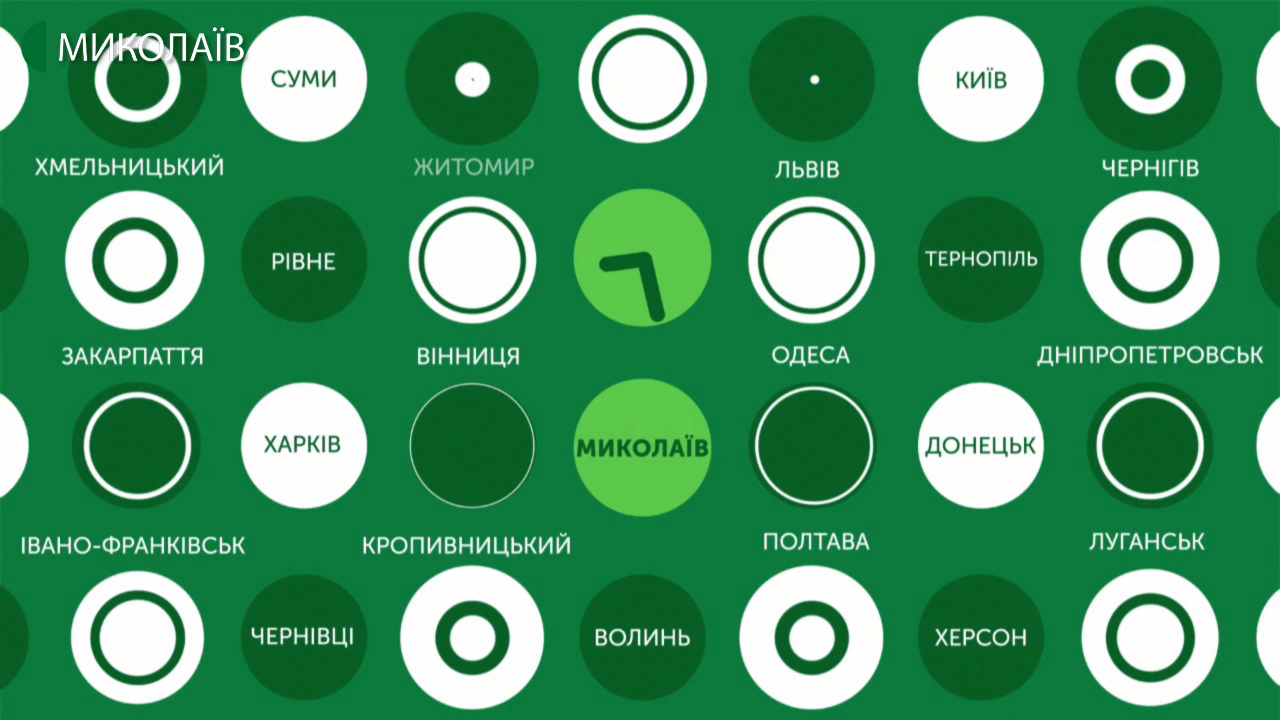 МИКОЛАЇВ
СУМИ
КИЇВ
ХМЕЛЬНИЦЬКИЙ
ЖИТОМИР
ЛЬВІВ
ЧЕРНІГІВ
РІВНЕ
ТЕРНОПІЛЬ
ЗАКАРПАТТЯ
ВІННИЦЯ
ОДЕСА
ДНІПРОПЕТРОВСЬК
ХАРКІВ
МИКОЛАЇВ
ДОНЕЦЬК
ІВАНО-ФРАНКІВСЬК
КРОПИВНИЦЬКИЙ
ПОЛТАВА
ЛУГАНСЬК
ЧЕРНІВЦІ
ВОЛИНЬ
ХЕРСОН